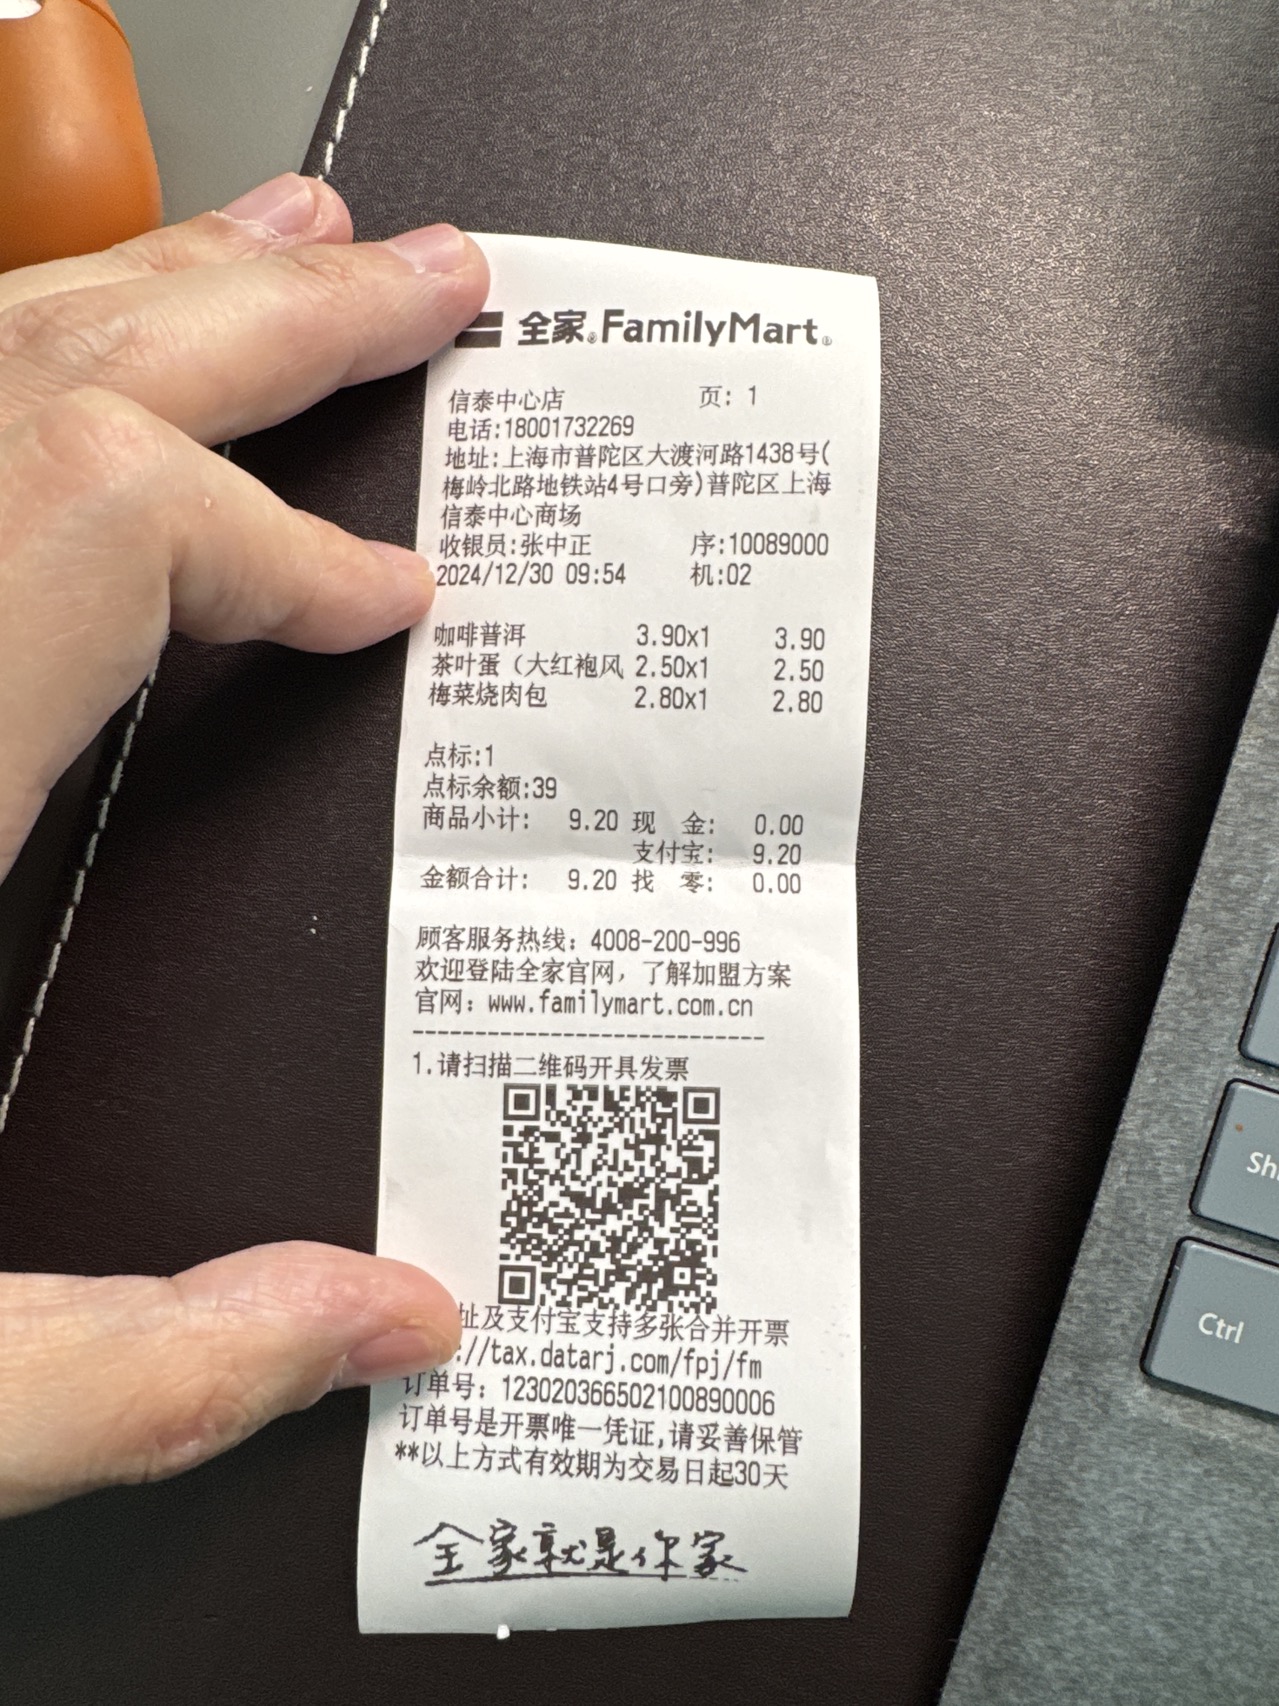 全家® FamilyMart®
信泰中心店 页: 1
电话:18001732269
地址:上海市普陀区大渡河路1438号(
梅岭北路地铁站4号口旁)普陀区上海
信泰中心商场
收银员:张中正 序:10089000
2024/12/30 09:54 机:02
咖啡普洱 3.90x1 3.90
茶叶蛋（大红袍风 2.50x1 2.50
梅菜烧肉包 2.80x1 2.80
点标:1
点标余额:39
商品小计: 9.20 现 金: 0.00
支付宝: 9.20
金额合计: 9.20 找 零: 0.00
顾客服务热线: 4008-200-996
欢迎登陆全家官网，了解加盟方案
官网: www.familymart.com.cn
------------------------------
1.请扫描二维码开具发票
址及支付宝支持多张合并开票
://tax.datarj.com/fpj/fm
订单号: 123020366502100890006
订单号是开票唯一凭证,请妥善保管
**以上方式有效期为交易日起30天
全家就是你家
Sh
Ctrl